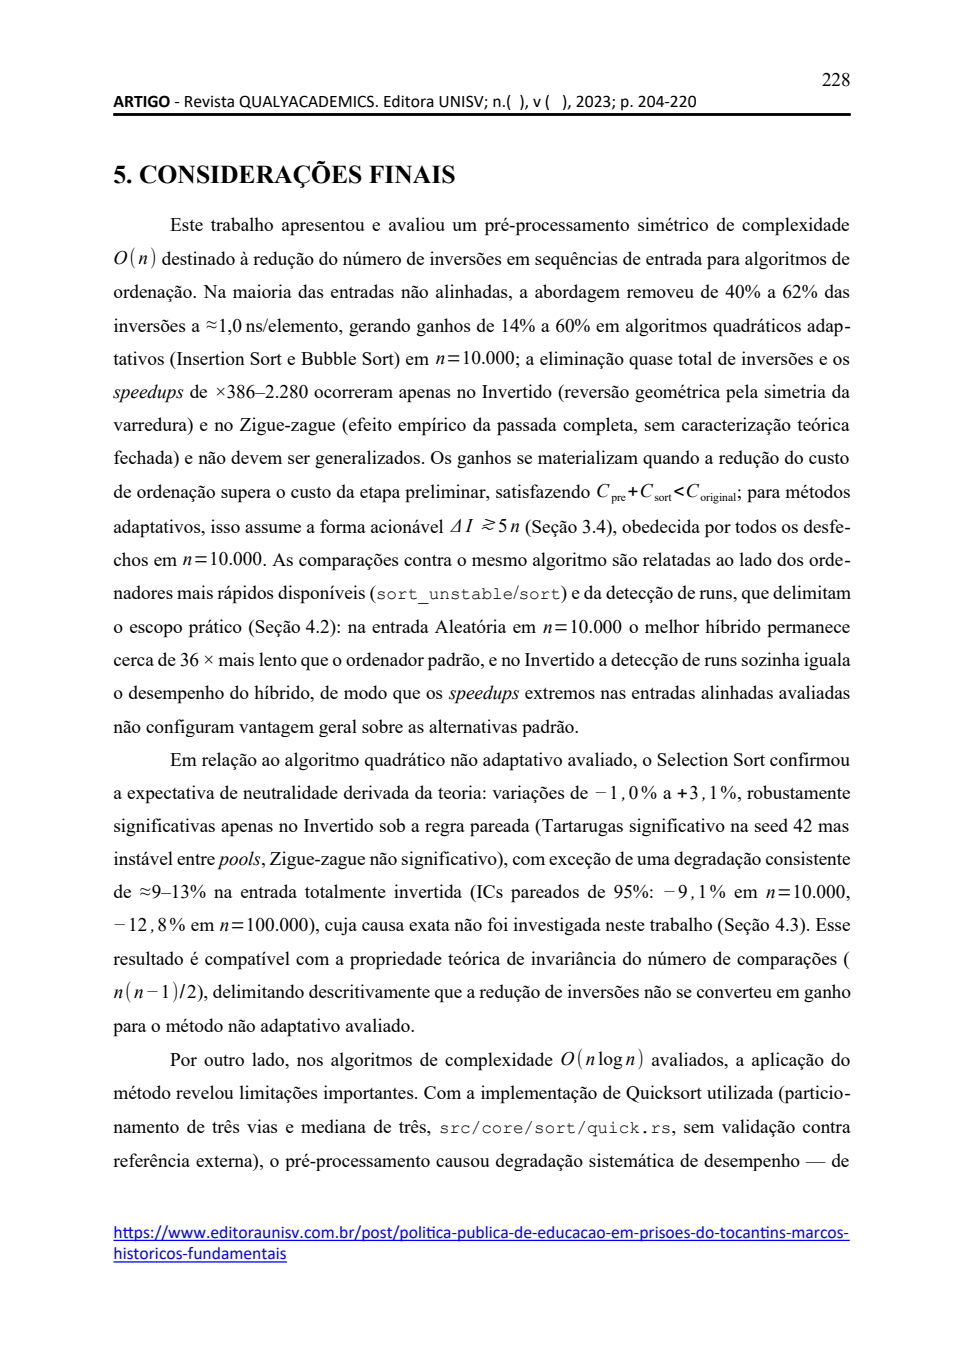 228
ARTIGO - Revista QUALYACADEMICS. Editora UNISV; n.( ), v ( ), 2023; p. 204-220
5. CONSIDERAÇÕES FINAIS
Este trabalho apresentou e avaliou um pré-processamento simétrico de complexidade
O(n) destinado à redução do número de inversões em sequências de entrada para algoritmos de
ordenação. Na maioria das entradas não alinhadas, a abordagem removeu de 40% a 62% das
inversões a ≈1,0 ns/elemento, gerando ganhos de 14% a 60% em algoritmos quadráticos adap-
tativos (Insertion Sort e Bubble Sort) em n=10.000; a eliminação quase total de inversões e os
speedups de ×386–2.280 ocorreram apenas no Invertido (reversão geométrica pela simetria da
varredura) e no Zigue-zague (efeito empírico da passada completa, sem caracterização teórica
fechada) e não devem ser generalizados. Os ganhos se materializam quando a redução do custo
de ordenação supera o custo da etapa preliminar, satisfazendo C pre+C sort<C original; para métodos
adaptativos, isso assume a forma acionável ΔI ≳5n (Seção 3.4), obedecida por todos os desfe-
chos em n=10.000. As comparações contra o mesmo algoritmo são relatadas ao lado dos orde-
nadores mais rápidos disponíveis (sort_unstable/sort) e da detecção de runs, que delimitam
o escopo prático (Seção 4.2): na entrada Aleatória em n=10.000 o melhor híbrido permanece
cerca de 36 × mais lento que o ordenador padrão, e no Invertido a detecção de runs sozinha iguala
o desempenho do híbrido, de modo que os speedups extremos nas entradas alinhadas avaliadas
não configuram vantagem geral sobre as alternativas padrão.
Em relação ao algoritmo quadrático não adaptativo avaliado, o Selection Sort confirmou
a expectativa de neutralidade derivada da teoria: variações de −1,0% a +3,1%, robustamente
significativas apenas no Invertido sob a regra pareada (Tartarugas significativo na seed 42 mas
instável entre pools, Zigue-zague não significativo), com exceção de uma degradação consistente
de ≈9–13% na entrada totalmente invertida (ICs pareados de 95%: −9,1% em n=10.000,
−12,8% em n=100.000), cuja causa exata não foi investigada neste trabalho (Seção 4.3). Esse
resultado é compatível com a propriedade teórica de invariância do número de comparações (
n(n−1)/2), delimitando descritivamente que a redução de inversões não se converteu em ganho
para o método não adaptativo avaliado.
Por outro lado, nos algoritmos de complexidade O(n log n) avaliados, a aplicação do
método revelou limitações importantes. Com a implementação de Quicksort utilizada (particio-
namento de três vias e mediana de três, src/core/sort/quick.rs, sem validação contra
referência externa), o pré-processamento causou degradação sistemática de desempenho — de
https://www.editoraunisv.com.br/post/politica-publica-de-educacao-em-prisoes-do-tocantins-marcos-
historicos-fundamentais